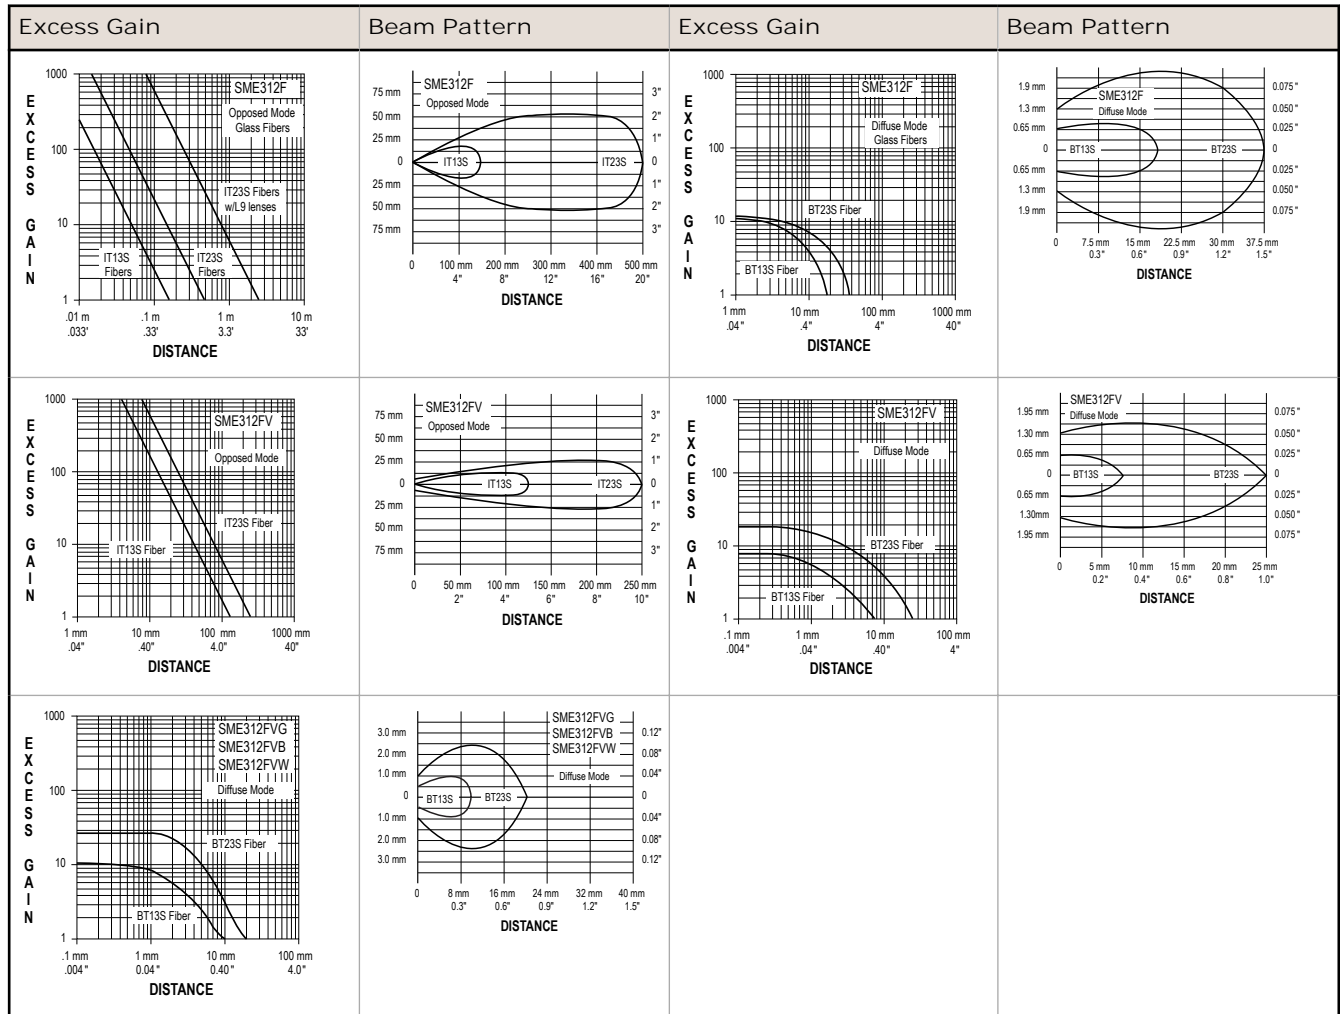 Excess Gain
Beam Pattern
Excess Gain
Beam Pattern
EXCESS GAIN
1000
100
10
1
SME312F
Opposed Mode
Glass Fibers
IT23S Fibers
w/L9 lenses
IT13S
Fibers
IT23S
Fibers
.01 m
.033'
.1 m
.33'
1 m
3.3'
10 m
33'
DISTANCE
75 mm
50 mm
25 mm
0
25 mm
50 mm
75 mm
SME312F
Opposed Mode
IT13S
IT23S
3"
2"
1"
0
1"
2"
3"
0
100 mm
4"
200 mm
8"
300 mm
12"
400 mm
16"
500 mm
20"
DISTANCE
EXCESS GAIN
1000
100
10
1
SME312F
Diffuse Mode
Glass Fibers
BT23S Fiber
BT13S Fiber
1 mm
.04"
10 mm
.4"
100 mm
4"
1000 mm
40"
DISTANCE
1.9 mm
1.3 mm
0.65 mm
0
0.65 mm
1.3 mm
1.9 mm
SME312F
Diffuse Mode
BT13S
BT23S
0.075"
0.050"
0.025"
0
0.025"
0.050"
0.075"
0
7.5 mm
0.3"
15 mm
0.6"
22.5 mm
0.9"
30 mm
1.2"
37.5 mm
1.5"
DISTANCE
EXCESS GAIN
1000
100
10
1
SME312FV
Opposed Mode
IT23S Fiber
IT13S Fiber
1 mm
.04"
10 mm
.40"
100 mm
4.0"
1000 mm
40"
DISTANCE
75 mm
50 mm
25 mm
0
25 mm
50 mm
75 mm
SME312FV
Opposed Mode
IT13S
IT23S
3"
2"
1"
0
1"
2"
3"
0
50 mm
2"
100 mm
4"
150 mm
6"
200 mm
8"
250 mm
10"
DISTANCE
EXCESS GAIN
1000
100
10
1
SME312FV
Diffuse Mode
BT23S Fiber
BT13S Fiber
.1 mm
.004"
1 mm
.04"
10 mm
.40"
100 mm
4"
DISTANCE
1.95 mm
1.30 mm
0.65 mm
0
0.65 mm
1.30mm
1.95 mm
SME312FV
Diffuse Mode
BT13S
BT23S
0.075"
0.050"
0.025"
0
0.025"
0.050"
0.075"
0
5 mm
0.2"
10 mm
0.4"
15 mm
0.6"
20 mm
0.8"
25 mm
1.0"
DISTANCE
EXCESS GAIN
1000
100
10
1
SME312FVG
SME312FVB
SME312FVW
Diffuse Mode
BT23S Fiber
BT13S Fiber
.1 mm
.004"
1 mm
0.04"
10 mm
0.40"
100 mm
4.0"
DISTANCE
3.0 mm
2.0 mm
1.0 mm
0
1.0 mm
2.0 mm
3.0 mm
SME312FVG
SME312FVB
SME312FVW
Diffuse Mode
BT13S
BT23S
0.12"
0.08"
0.04"
0
0.04"
0.08"
0.12"
0
8 mm
0.3"
16 mm
0.6"
24 mm
0.9"
32 mm
1.2"
40 mm
1.5"
DISTANCE